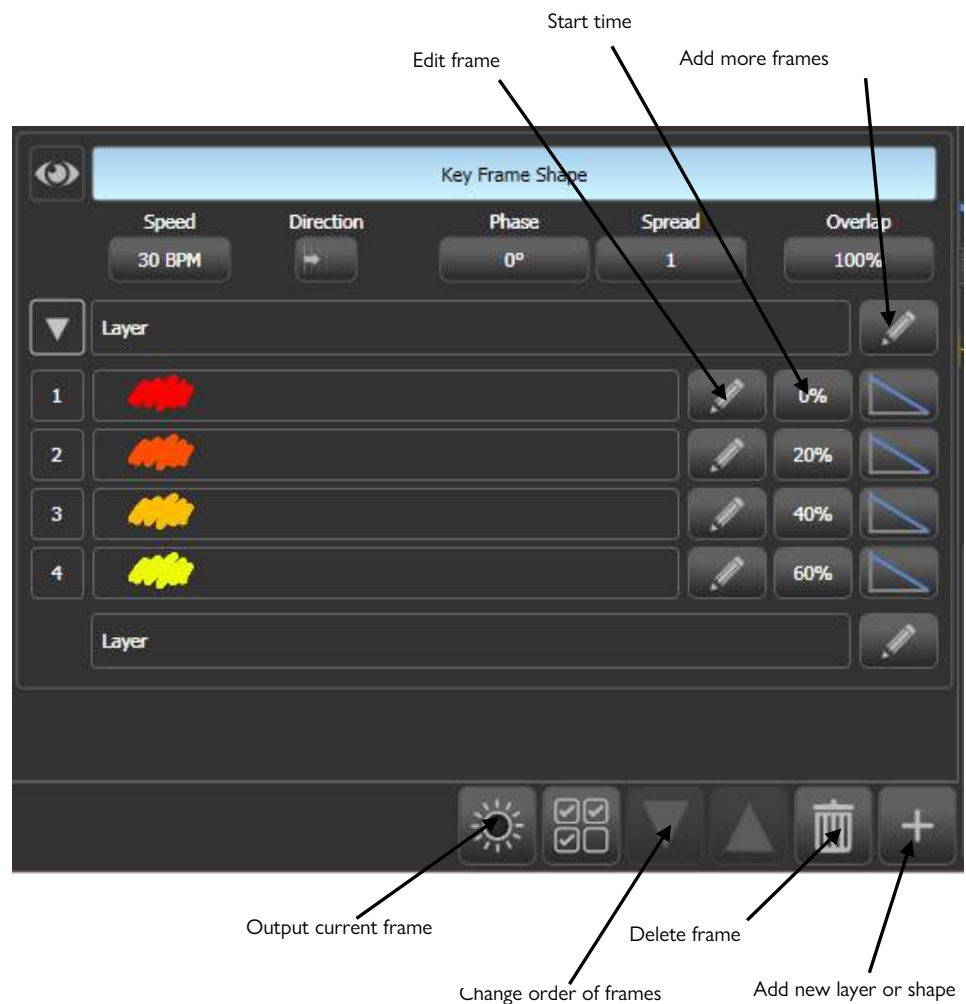 Start time
Edit frame
Add more frames
Key Frame Shape
Speed Direction Phase Spread Overlap
30 BPM 0° 1 100%
Layer
1 0%
2 20%
3 40%
4 60%
Layer
Output current frame
Delete frame
Change order of frames
Add new layer or shape